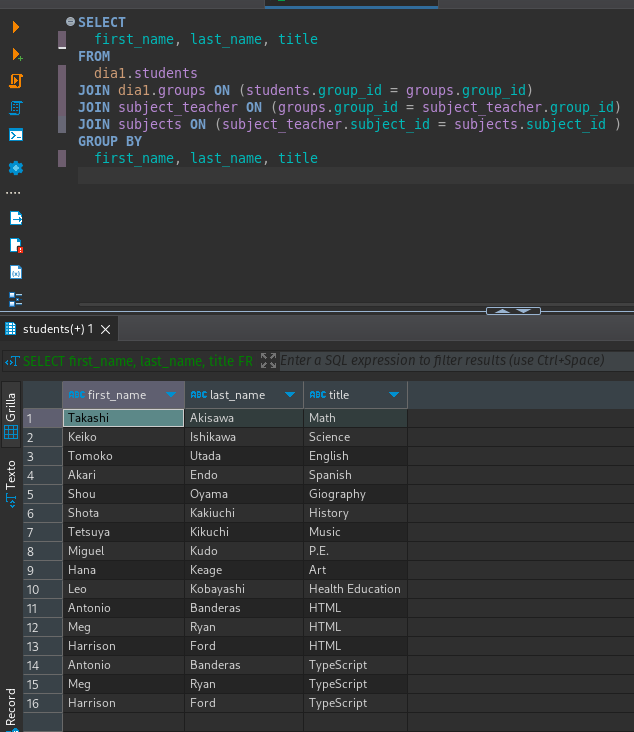 SELECT
first_name, last_name, title
FROM
dia1.students
JOIN dia1.groups ON (students.group_id = groups.group_id)
JOIN subject_teacher ON (groups.group_id = subject_teacher.group_id)
JOIN subjects ON (subject_teacher.subject_id = subjects.subject_id )
GROUP BY
first_name, last_name, title
students(+) 1
SELECT first_name, last_name, title FR Enter a SQL expression to filter results (use Ctrl+Space)
Grilla
Texto
Record
ABC first_name ABC last_name ABC title
1 Takashi Akisawa Math
2 Keiko Ishikawa Science
3 Tomoko Utada English
4 Akari Endo Spanish
5 Shou Oyama Giography
6 Shota Kakiuchi History
7 Tetsuya Kikuchi Music
8 Miguel Kudo P.E.
9 Hana Keage Art
10 Leo Kobayashi Health Education
11 Antonio Banderas HTML
12 Meg Ryan HTML
13 Harrison Ford HTML
14 Antonio Banderas TypeScript
15 Meg Ryan TypeScript
16 Harrison Ford TypeScript